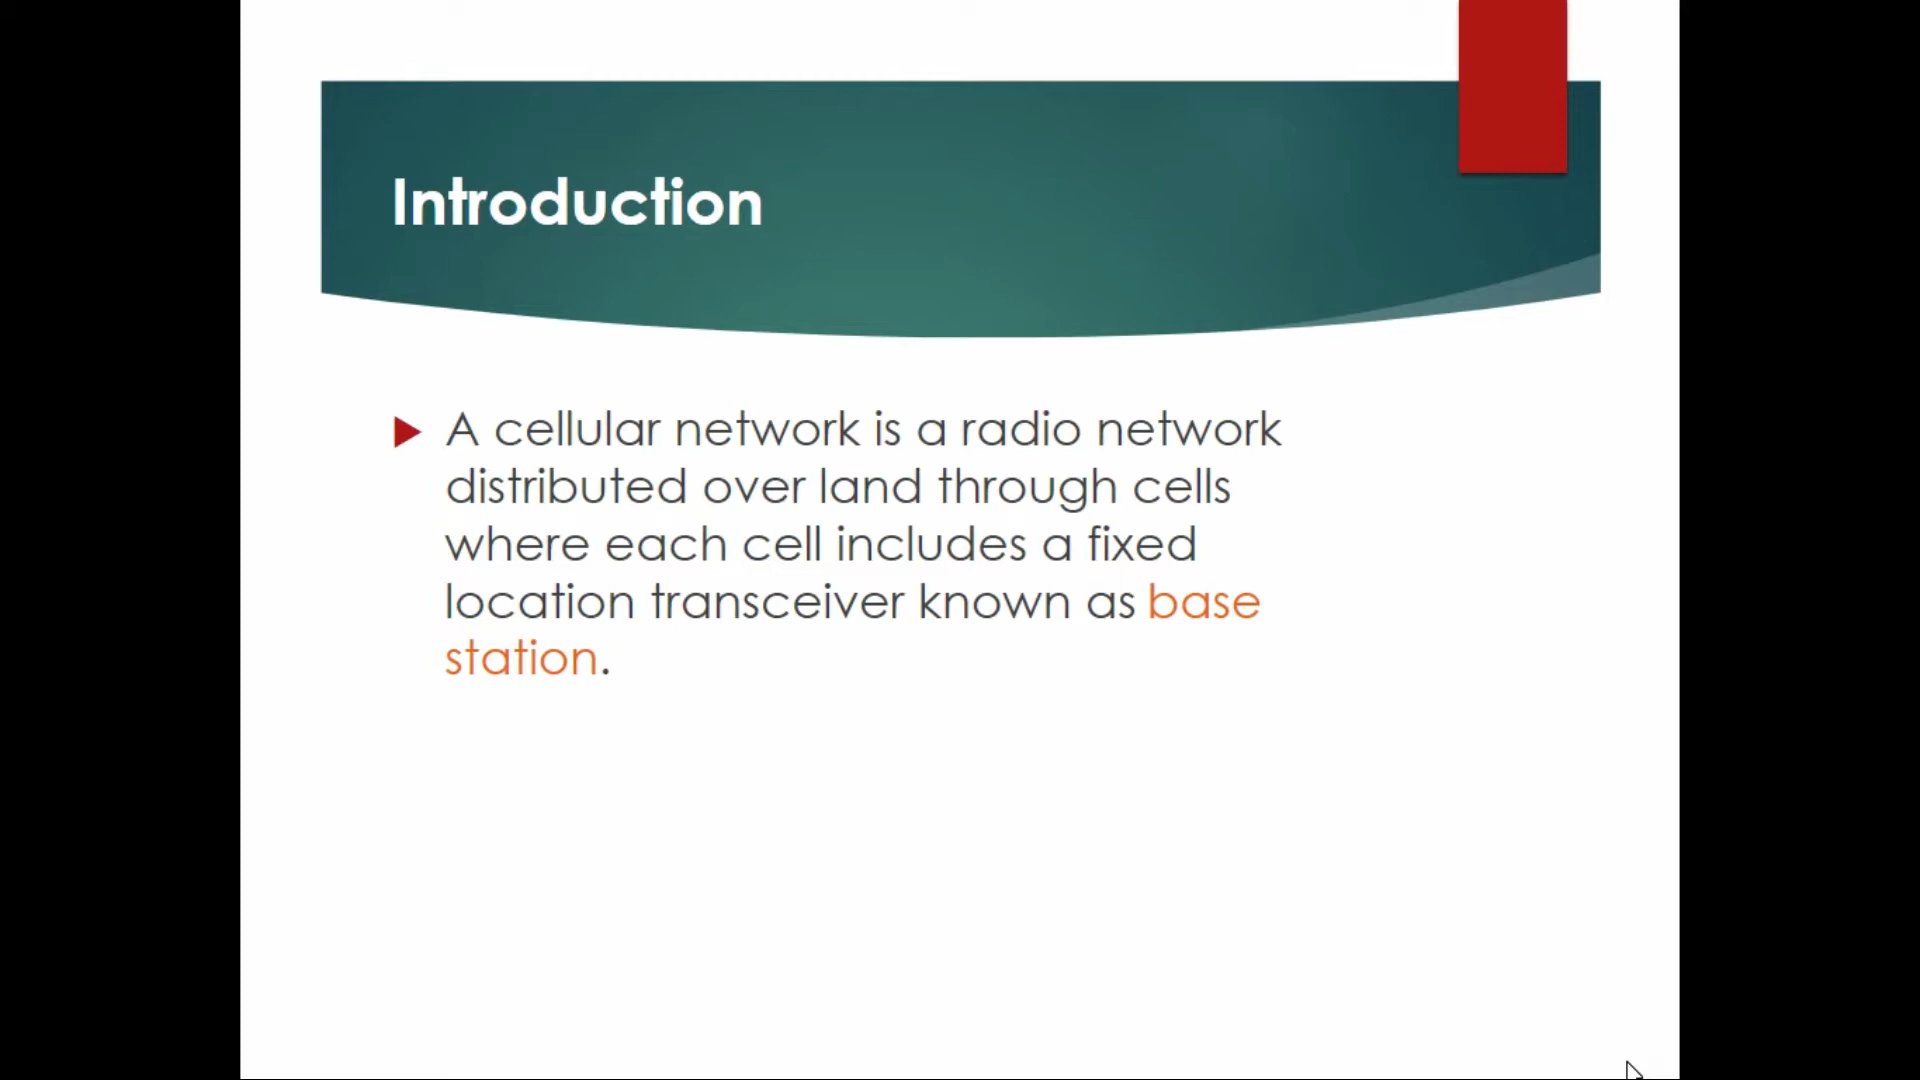 Introduction
A cellular network is a radio network
distributed over land through cells
where each cell includes a fixed
location transceiver known as base
station.